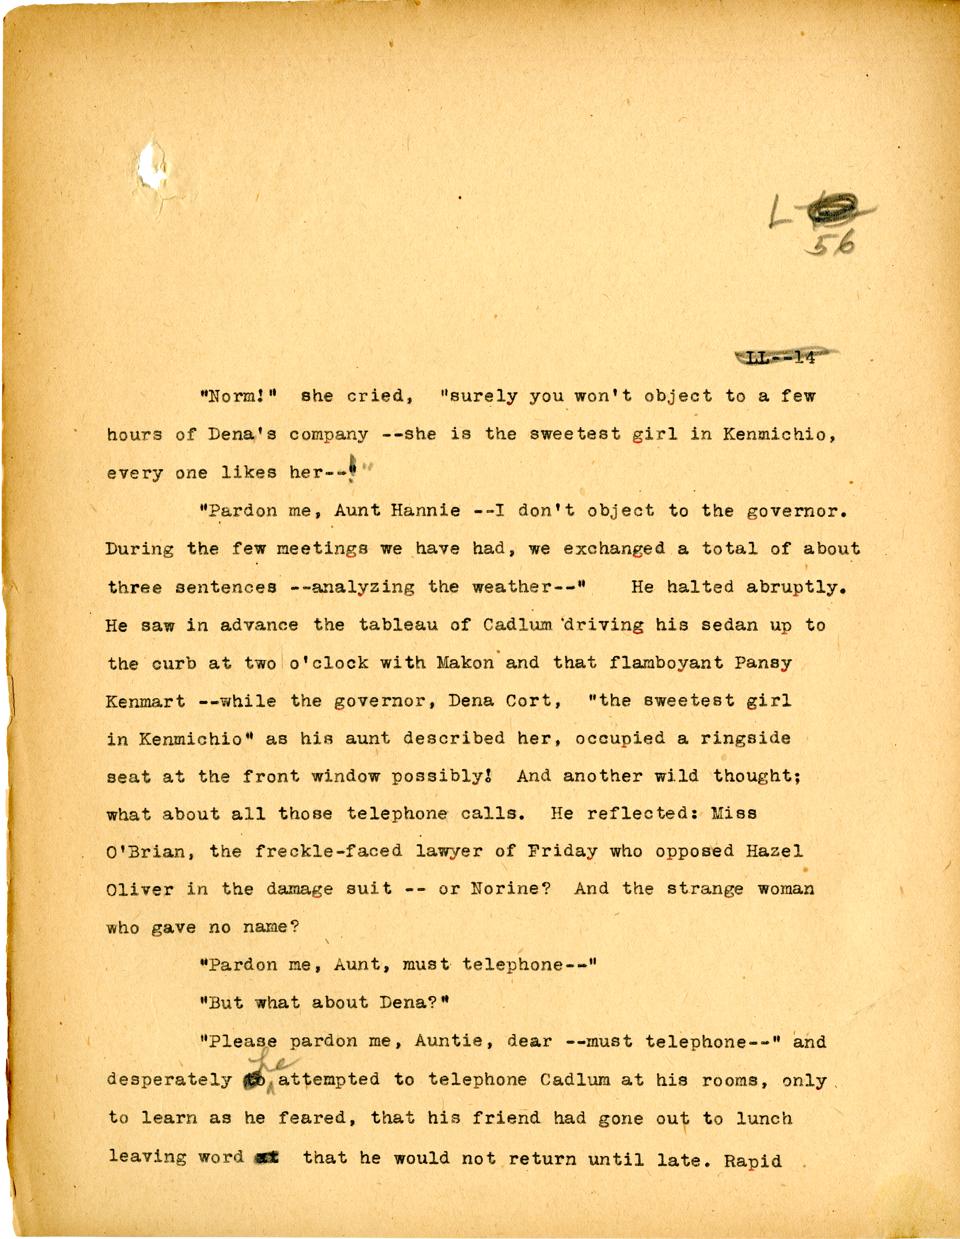 L
56
LL--14
"Norm!" she cried, "surely you won't object to a few
hours of Dena's company --she is the sweetest girl in Kenmichio,
every one likes her--!"
"Pardon me, Aunt Hannie --I don't object to the governor.
During the few meetings we have had, we exchanged a total of about
three sentences --analyzing the weather--" He halted abruptly.
He saw in advance the tableau of Cadlum driving his sedan up to
the curb at two o'clock with Makon and that flamboyant Pansy
Kenmart --while the governor, Dena Cort, "the sweetest girl
in Kenmichio" as his aunt described her, occupied a ringside
seat at the front window possibly! And another wild thought;
what about all those telephone calls. He reflected: Miss
O'Brian, the freckle-faced lawyer of Friday who opposed Hazel
Oliver in the damage suit -- or Norine? And the strange woman
who gave no name?
"Pardon me, Aunt, must telephone--"
"But what about Dena?"
"Please pardon me, Auntie, dear --must telephone--" and
desperately he attempted to telephone Cadlum at his rooms, only
to learn as he feared, that his friend had gone out to lunch
leaving word that he would not return until late. Rapid